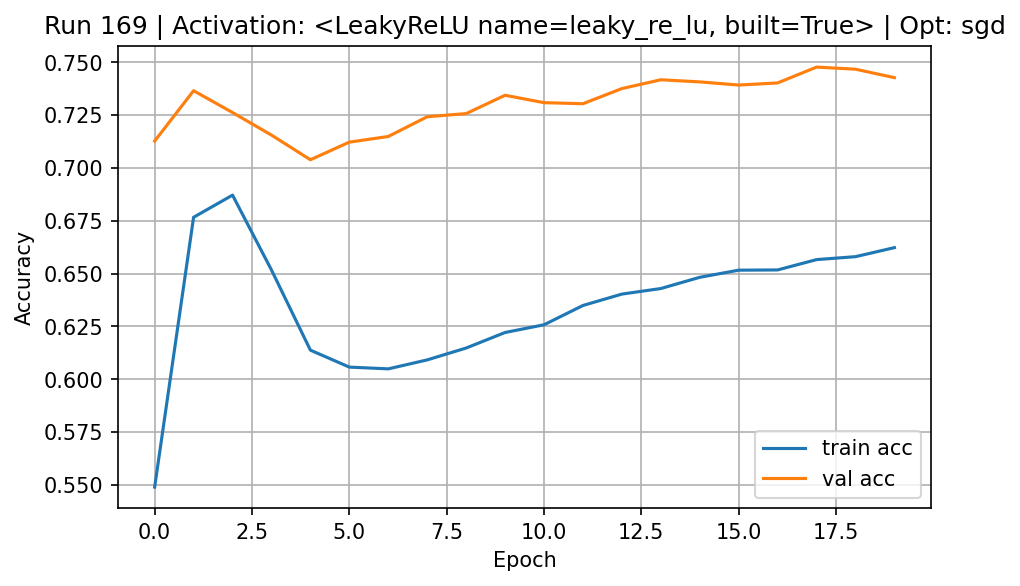 Run 169 | Activation: <LeakyReLU name=leaky_re_lu, built=True> | Opt: sgd
0.750
0.725
0.700
0.675
0.650
0.625
0.600
0.575
0.550
Accuracy
train acc
val acc
0.0 2.5 5.0 7.5 10.0 12.5 15.0 17.5
Epoch